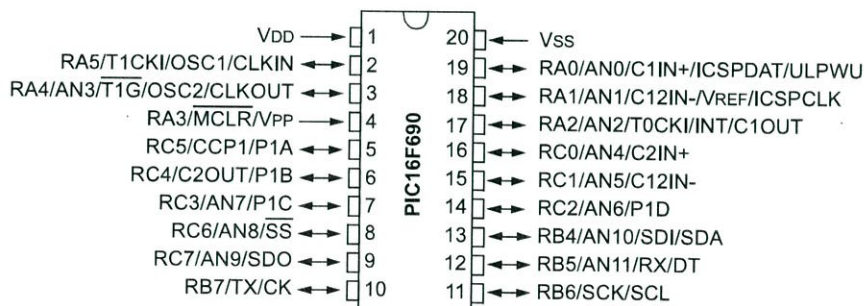 VDD 1 20 VSS
RA5/T1CKI/OSC1/CLKIN 2 19 RA0/AN0/C1IN+/ICSPDAT/ULPWU
RA4/AN3/T1G/OSC2/CLKOUT 3 18 RA1/AN1/C12IN-/VREF/ICSPCLK
RA3/MCLR/VPP 4 17 RA2/AN2/T0CKI/INT/C1OUT
RC5/CCP1/P1A 5 16 RC0/AN4/C2IN+
RC4/C2OUT/P1B 6 15 RC1/AN5/C12IN-
RC3/AN7/P1C 7 14 RC2/AN6/P1D
RC6/AN8/SS 8 13 RB4/AN10/SDI/SDA
RC7/AN9/SDO 9 12 RB5/AN11/RX/DT
RB7/TX/CK 10 11 RB6/SCK/SCL
PIC16F690